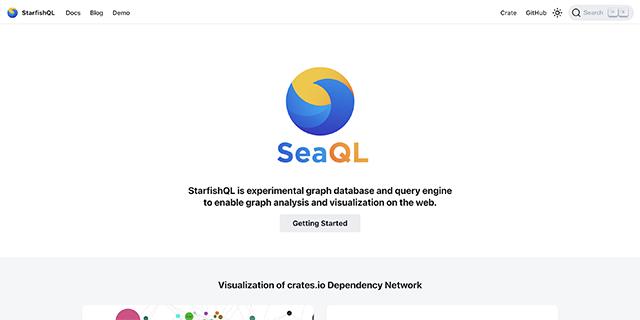 StarfishQL Docs Blog Demo Crate GitHub Search ⌘ K
SeaQL
StarfishQL is experimental graph database and query engine
to enable graph analysis and visualization on the web.
Getting Started
Visualization of crates.io Dependency Network